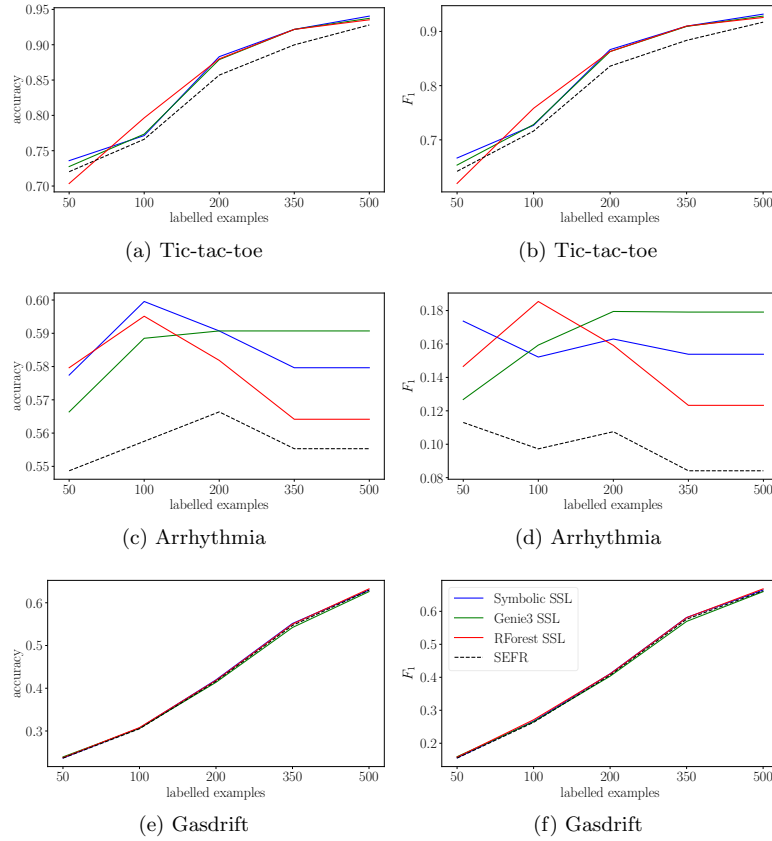 0.95
0.90
0.85
0.80
0.75
0.70
accuracy
50 100 200 350 500
labelled examples
(a) Tic-tac-toe
0.9
0.8
0.7
F1
50 100 200 350 500
labelled examples
(b) Tic-tac-toe
0.60
0.59
0.58
0.57
0.56
0.55
accuracy
50 100 200 350 500
labelled examples
(c) Arrhythmia
0.18
0.16
0.14
0.12
0.10
0.08
F1
50 100 200 350 500
labelled examples
(d) Arrhythmia
0.6
0.5
0.4
0.3
accuracy
50 100 200 350 500
labelled examples
(e) Gasdrift
0.6
0.5
0.4
0.3
0.2
F1
Symbolic SSL
Genie3 SSL
RForest SSL
SEFR
50 100 200 350 500
labelled examples
(f) Gasdrift